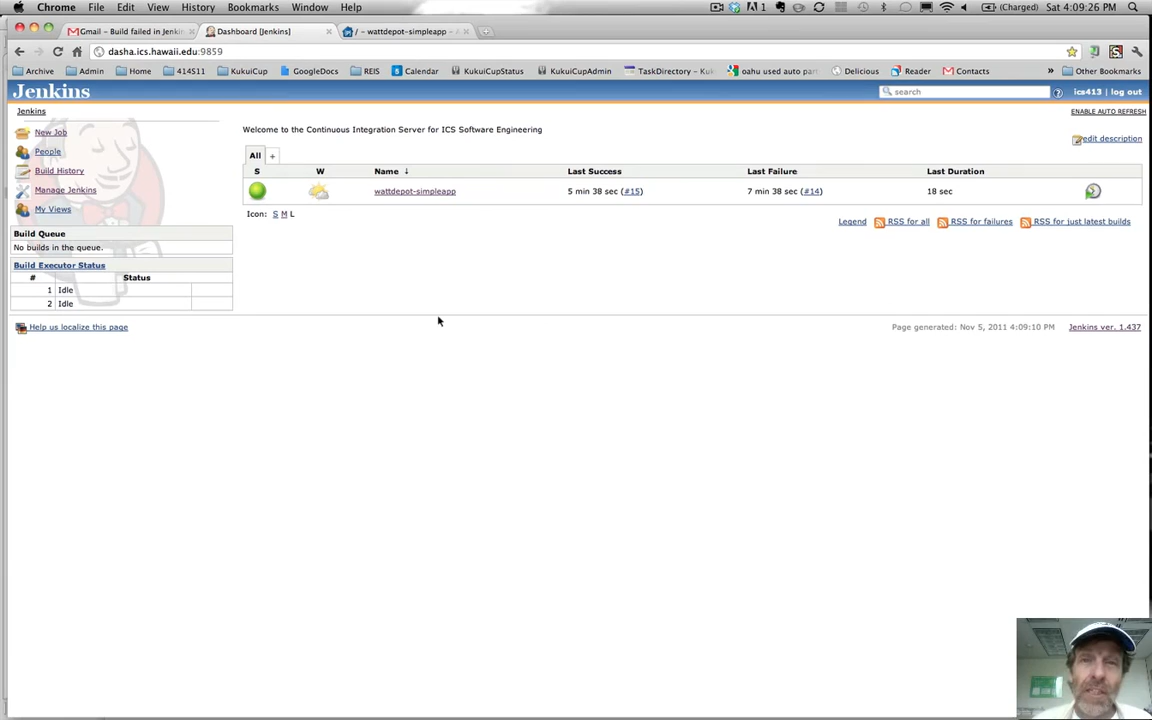 Chrome File Edit View History Bookmarks Window Help 1 (Charged) Sat 4:09:26 PM
Gmail – Build failed in Jenkin Dashboard [Jenkins] / – wattdepot-simpleapp –
dasha.ics.hawaii.edu:9859
Archive Admin Home 414S11 KukuiCup GoogleDocs REIS Calendar KukuiCupStatus KukuiCupAdmin TaskDirectory – Kuk oahu used auto part Delicious Reader Contacts » Other Bookmarks
Jenkins search ics413 | log out
Jenkins ENABLE AUTO REFRESH
New Job
People
Build History
Manage Jenkins
My Views
Build Queue
No builds in the queue.
Build Executor Status
# Status
1 Idle
2 Idle
Welcome to the Continuous Integration Server for ICS Software Engineering
edit description
All +
S W Name ↓ Last Success Last Failure Last Duration
wattdepot-simpleapp 5 min 38 sec (#15) 7 min 38 sec (#14) 18 sec
Icon: S M L
Legend RSS for all RSS for failures RSS for just latest builds
Help us localize this page Page generated: Nov 5, 2011 4:09:10 PM Jenkins ver. 1.437